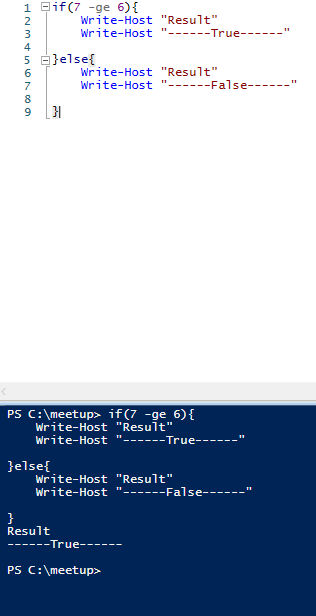 1 if(7 -ge 6){
2     Write-Host "Result"
3     Write-Host "------True------"
4
5 }else{
6     Write-Host "Result"
7     Write-Host "------False------"
8
9 }
PS C:\meetup> if(7 -ge 6){
    Write-Host "Result"
    Write-Host "------True------"

}else{
    Write-Host "Result"
    Write-Host "------False------"

}
Result
------True------

PS C:\meetup>